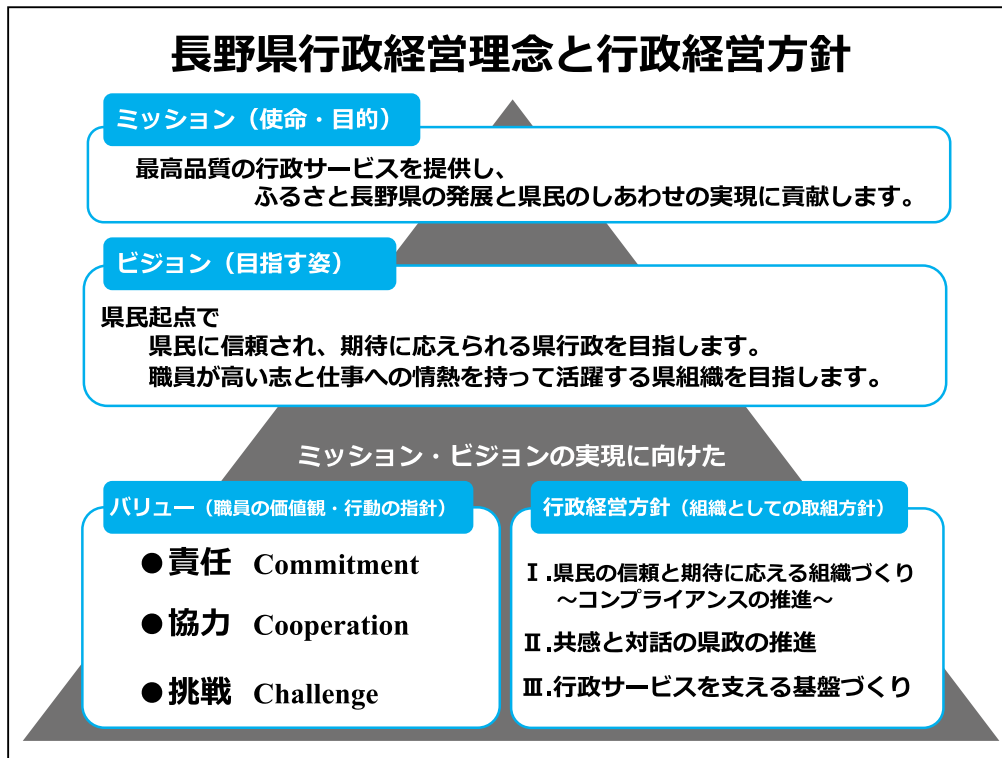 長野県行政経営理念と行政経営方針
ミッション（使命・目的）
最高品質の行政サービスを提供し、
ふるさと長野県の発展と県民のしあわせの実現に貢献します。
ビジョン（目指す姿）
県民起点で
県民に信頼され、期待に応えられる県行政を目指します。
職員が高い志と仕事への情熱を持って活躍する県組織を目指します。
ミッション・ビジョンの実現に向けた
バリュー（職員の価値観・行動の指針）
●責任 Commitment
●協力 Cooperation
●挑戦 Challenge
行政経営方針（組織としての取組方針）
Ⅰ.県民の信頼と期待に応える組織づくり
～コンプライアンスの推進～
Ⅱ.共感と対話の県政の推進
Ⅲ.行政サービスを支える基盤づくり